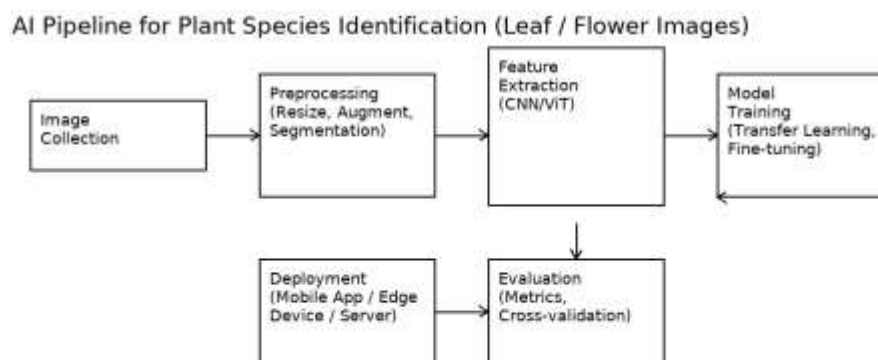 AI Pipeline for Plant Species Identification (Leaf / Flower Images)
Image
Collection
Preprocessing
(Resize, Augment,
Segmentation)
Feature
Extraction
(CNN/ViT)
Model
Training
(Transfer Learning,
Fine-tuning)
Deployment
(Mobile App / Edge
Device / Server)
Evaluation
(Metrics,
Cross-validation)